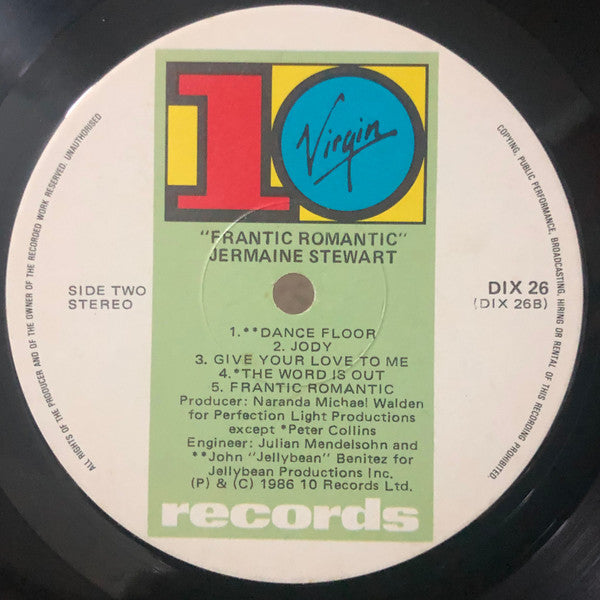 10
Virgin
"FRANTIC ROMANTIC"
JERMAINE STEWART
SIDE TWO
STEREO
DIX 26
(DIX 26B)
1.**DANCE FLOOR
2. JODY
3. GIVE YOUR LOVE TO ME
4.*THE WORD IS OUT
5. FRANTIC ROMANTIC
Producer: Naranda Michael Walden
for Perfection Light Productions
except *Peter Collins
Engineer: Julian Mendelsohn and
**John "Jellybean" Benitez for
Jellybean Productions Inc.
(P) & (C) 1986 10 Records Ltd.
records
ALL RIGHTS OF THE PRODUCER AND OF THE OWNER OF THE RECORDED WORK RESERVED. UNAUTHORISED
COPYING, PUBLIC PERFORMANCE, BROADCASTING, HIRING OR RENTAL OF THIS RECORDING PROHIBITED.